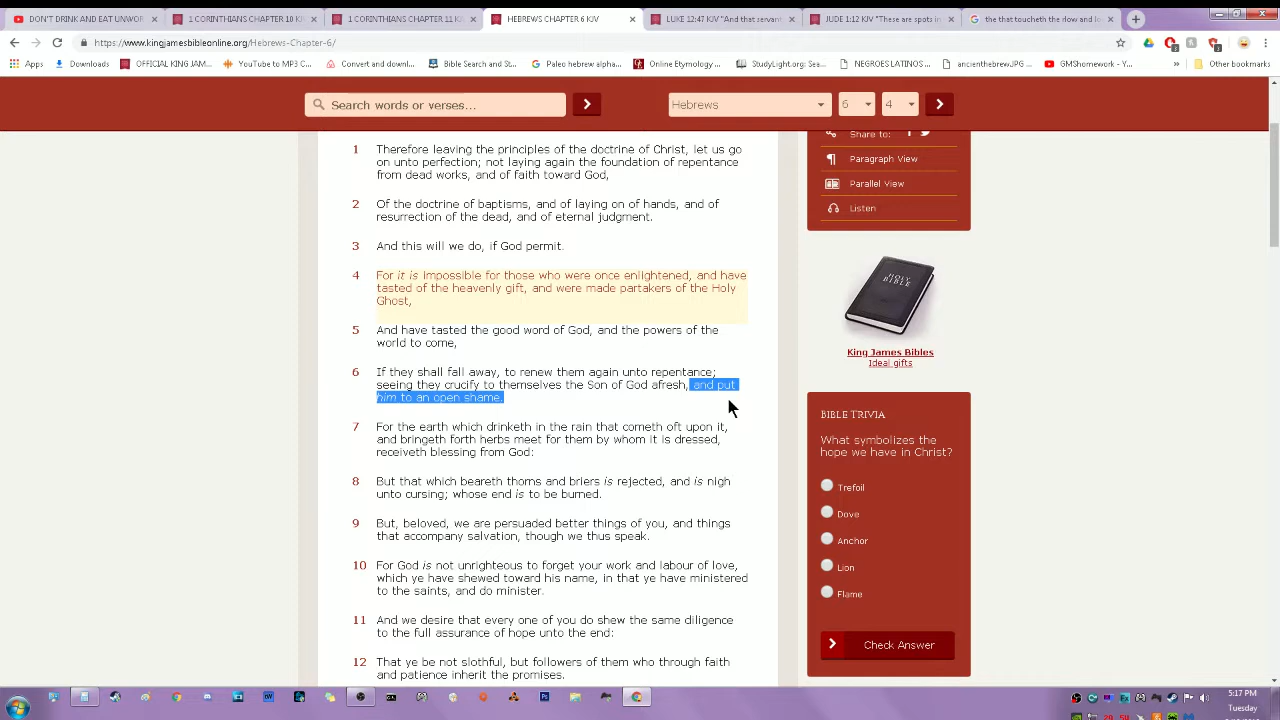 DON'T DRINK AND EAT UNWOR
1 CORINTHIANS CHAPTER 10 KJV
1 CORINTHIANS CHAPTER 11 KJV
HEBREWS CHAPTER 6 KJV
LUKE 12:47 KJV "And that servant
JUDE 1:12 KJV "These are spots in
he that toucheth the plow and lo
https://www.kingjamesbibleonline.org/Hebrews-Chapter-6/
Apps
Downloads
OFFICIAL KING JAM
YouTube to MP3 C
Convert and downl
Bible Search and St
Paleo hebrew alpha
Online Etymology
StudyLight.org: Sea
NEGROES LATINOS
ancienthebrewJPG
GMShomework - Y
»
Other bookmarks
Search words or verses...
Hebrews
6
4
Share to:
Paragraph View
Parallel View
Listen
1 Therefore leaving the principles of the doctrine of Christ, let us go
on unto perfection; not laying again the foundation of repentance
from dead works, and of faith toward God,
2 Of the doctrine of baptisms, and of laying on of hands, and of
resurrection of the dead, and of eternal judgment.
3 And this will we do, if God permit.
4 For it is impossible for those who were once enlightened, and have
tasted of the heavenly gift, and were made partakers of the Holy
Ghost,
5 And have tasted the good word of God, and the powers of the
world to come,
6 If they shall fall away, to renew them again unto repentance;
seeing they crucify to themselves the Son of God afresh, and put
him to an open shame.
7 For the earth which drinketh in the rain that cometh oft upon it,
and bringeth forth herbs meet for them by whom it is dressed,
receiveth blessing from God:
8 But that which beareth thorns and briers is rejected, and is nigh
unto cursing; whose end is to be burned.
9 But, beloved, we are persuaded better things of you, and things
that accompany salvation, though we thus speak.
10 For God is not unrighteous to forget your work and labour of love,
which ye have shewed toward his name, in that ye have ministered
to the saints, and do minister.
11 And we desire that every one of you do shew the same diligence
to the full assurance of hope unto the end:
12 That ye be not slothful, but followers of them who through faith
and patience inherit the promises.
HOLY
BIBLE
King James Bibles
Ideal gifts
BIBLE TRIVIA
What symbolizes the
hope we have in Christ?
Trefoil
Dove
Anchor
Lion
Flame
Check Answer
5:17 PM
Tuesday